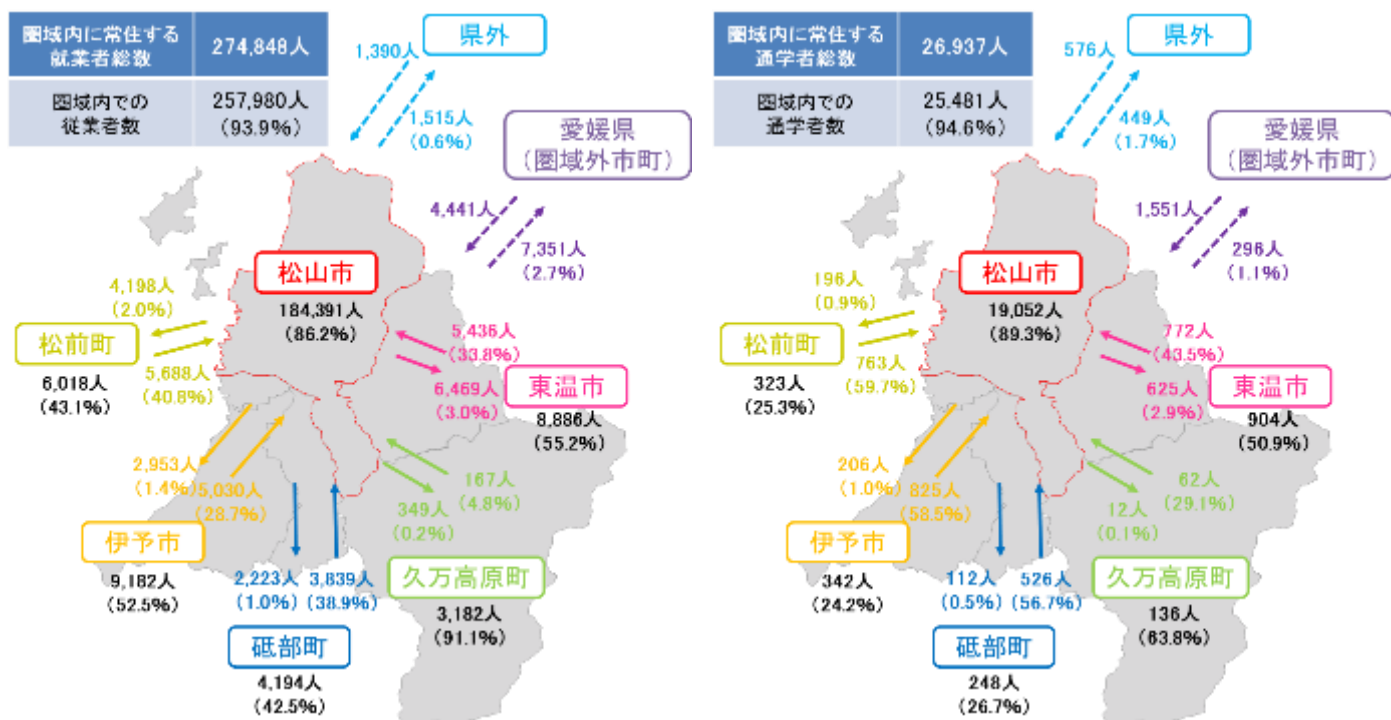 圏域内に常住する
就業者総数
274,848人
圏域内での
従業者数
257,980人
(93.9%)
県外
1,390人
1,515人
(0.6%)
愛媛県
(圏域外市町)
4,441人
7,351人
(2.7%)
松山市
184,391人
(86.2%)
4,198人
(2.0%)
松前町
6,018人
(43.1%)
5,688人
(40.8%)
5,436人
(33.8%)
6,469人
(3.0%)
東温市
8,886人
(55.2%)
2,953人
(1.4%)
5,030人
(28.7%)
167人
(4.8%)
349人
(0.2%)
伊予市
9,182人
(52.5%)
2,223人
(1.0%)
3,839人
(38.9%)
久万高原町
3,182人
(91.1%)
砥部町
4,194人
(42.5%)
圏域内に常住する
通学者総数
26.937人
圏域内での
通学者数
25.481人
(94.6%)
県外
576人
449人
(1.7%)
愛媛県
(圏域外市町)
1,551人
296人
(1.1%)
松山市
19,052人
(89.3%)
196人
(0.9%)
松前町
323人
(25.3%)
763人
(59.7%)
772人
(43.5%)
625人
(2.9%)
東温市
904人
(50.9%)
206人
(1.0%)
825人
(58.5%)
62人
(29.1%)
12人
(0.1%)
伊予市
342人
(24.2%)
112人
(0.5%)
526人
(56.7%)
久万高原町
136人
(63.8%)
砥部町
248人
(26.7%)